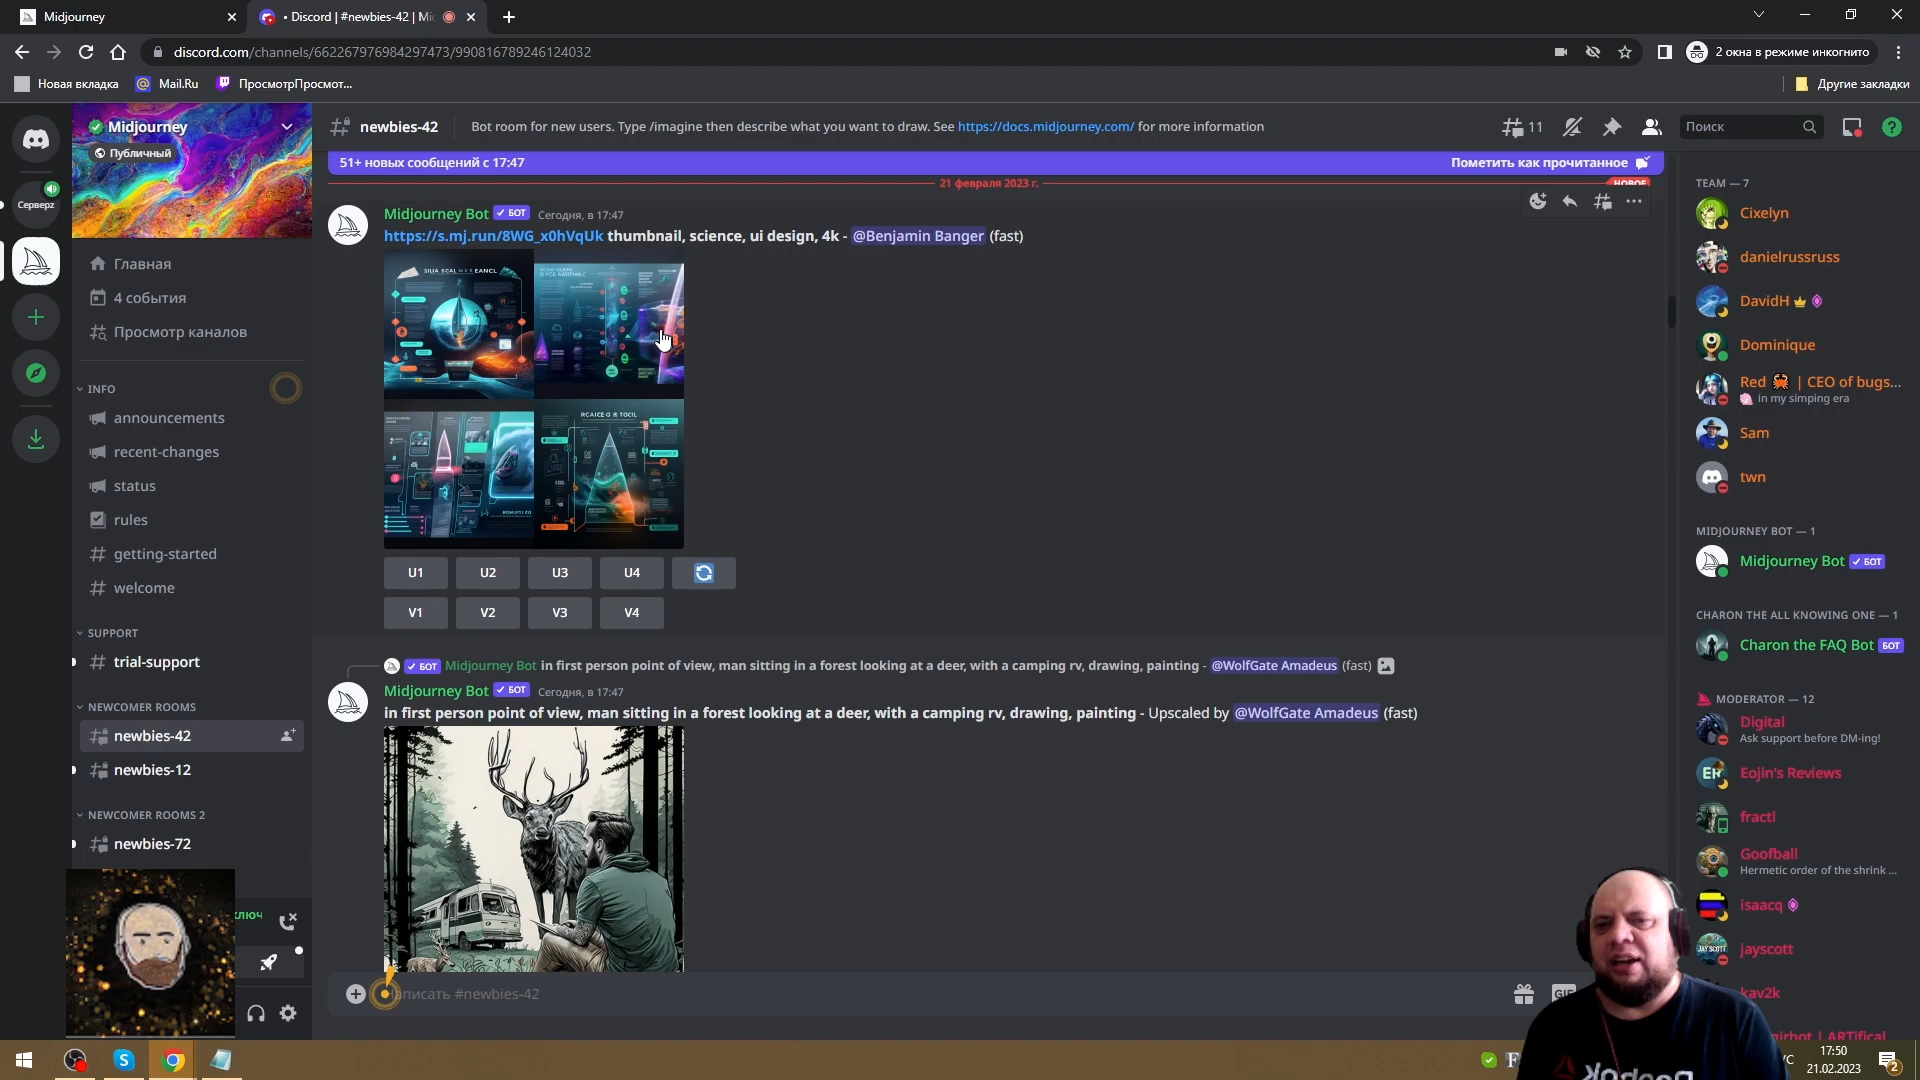 Midjourney
• Discord | #newbies-42 | Mi
discord.com/channels/662267976984297473/990816789246124032
2 окна в режиме инкогнито
Новая вкладка
Mail.Ru
ПросмотрПросмот...
Другие закладки
Midjourney
Публичный
newbies-42
Bot room for new users. Type /imagine then describe what you want to draw. See https://docs.midjourney.com/ for more information
11
Поиск
51+ новых сообщений с 17:47
Пометить как прочитанное
21 февраля 2023 г.
НОВОЕ
Серверz
Главная
4 события
Просмотр каналов
INFO
announcements
recent-changes
status
rules
getting-started
welcome
SUPPORT
trial-support
NEWCOMER ROOMS
newbies-42
newbies-12
NEWCOMER ROOMS 2
newbies-72
ключ
Midjourney Bot БОТ Сегодня, в 17:47
https://s.mj.run/8WG_x0hVqUk thumbnail, science, ui design, 4k - @Benjamin Banger (fast)
U1 U2 U3 U4
V1 V2 V3 V4
БОТ Midjourney Bot in first person point of view, man sitting in a forest looking at a deer, with a camping rv, drawing, painting - @WolfGate Amadeus (fast)
Midjourney Bot БОТ Сегодня, в 17:47
in first person point of view, man sitting in a forest looking at a deer, with a camping rv, drawing, painting - Upscaled by @WolfGate Amadeus (fast)
написать #newbies-42
GIF
TEAM — 7
Cixelyn
danielrussruss
DavidH
Dominique
Red | CEO of bugs...
in my simping era
Sam
twn
MIDJOURNEY BOT — 1
Midjourney Bot БОТ
CHARON THE ALL KNOWING ONE — 1
Charon the FAQ Bot БОТ
MODERATOR — 12
Digital
Ask support before DM-ing!
Eojin's Reviews
fractl
Goofball
Hermetic order of the shrink ...
isaacq
jayscott
kav2k
17:50
21.02.2023
2